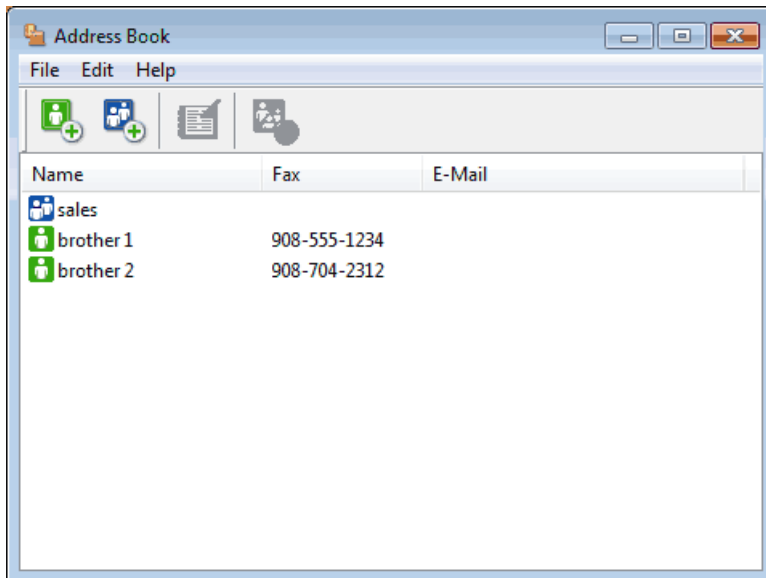 Address Book
File Edit Help
Name Fax E-Mail
sales
brother 1 908-555-1234
brother 2 908-704-2312